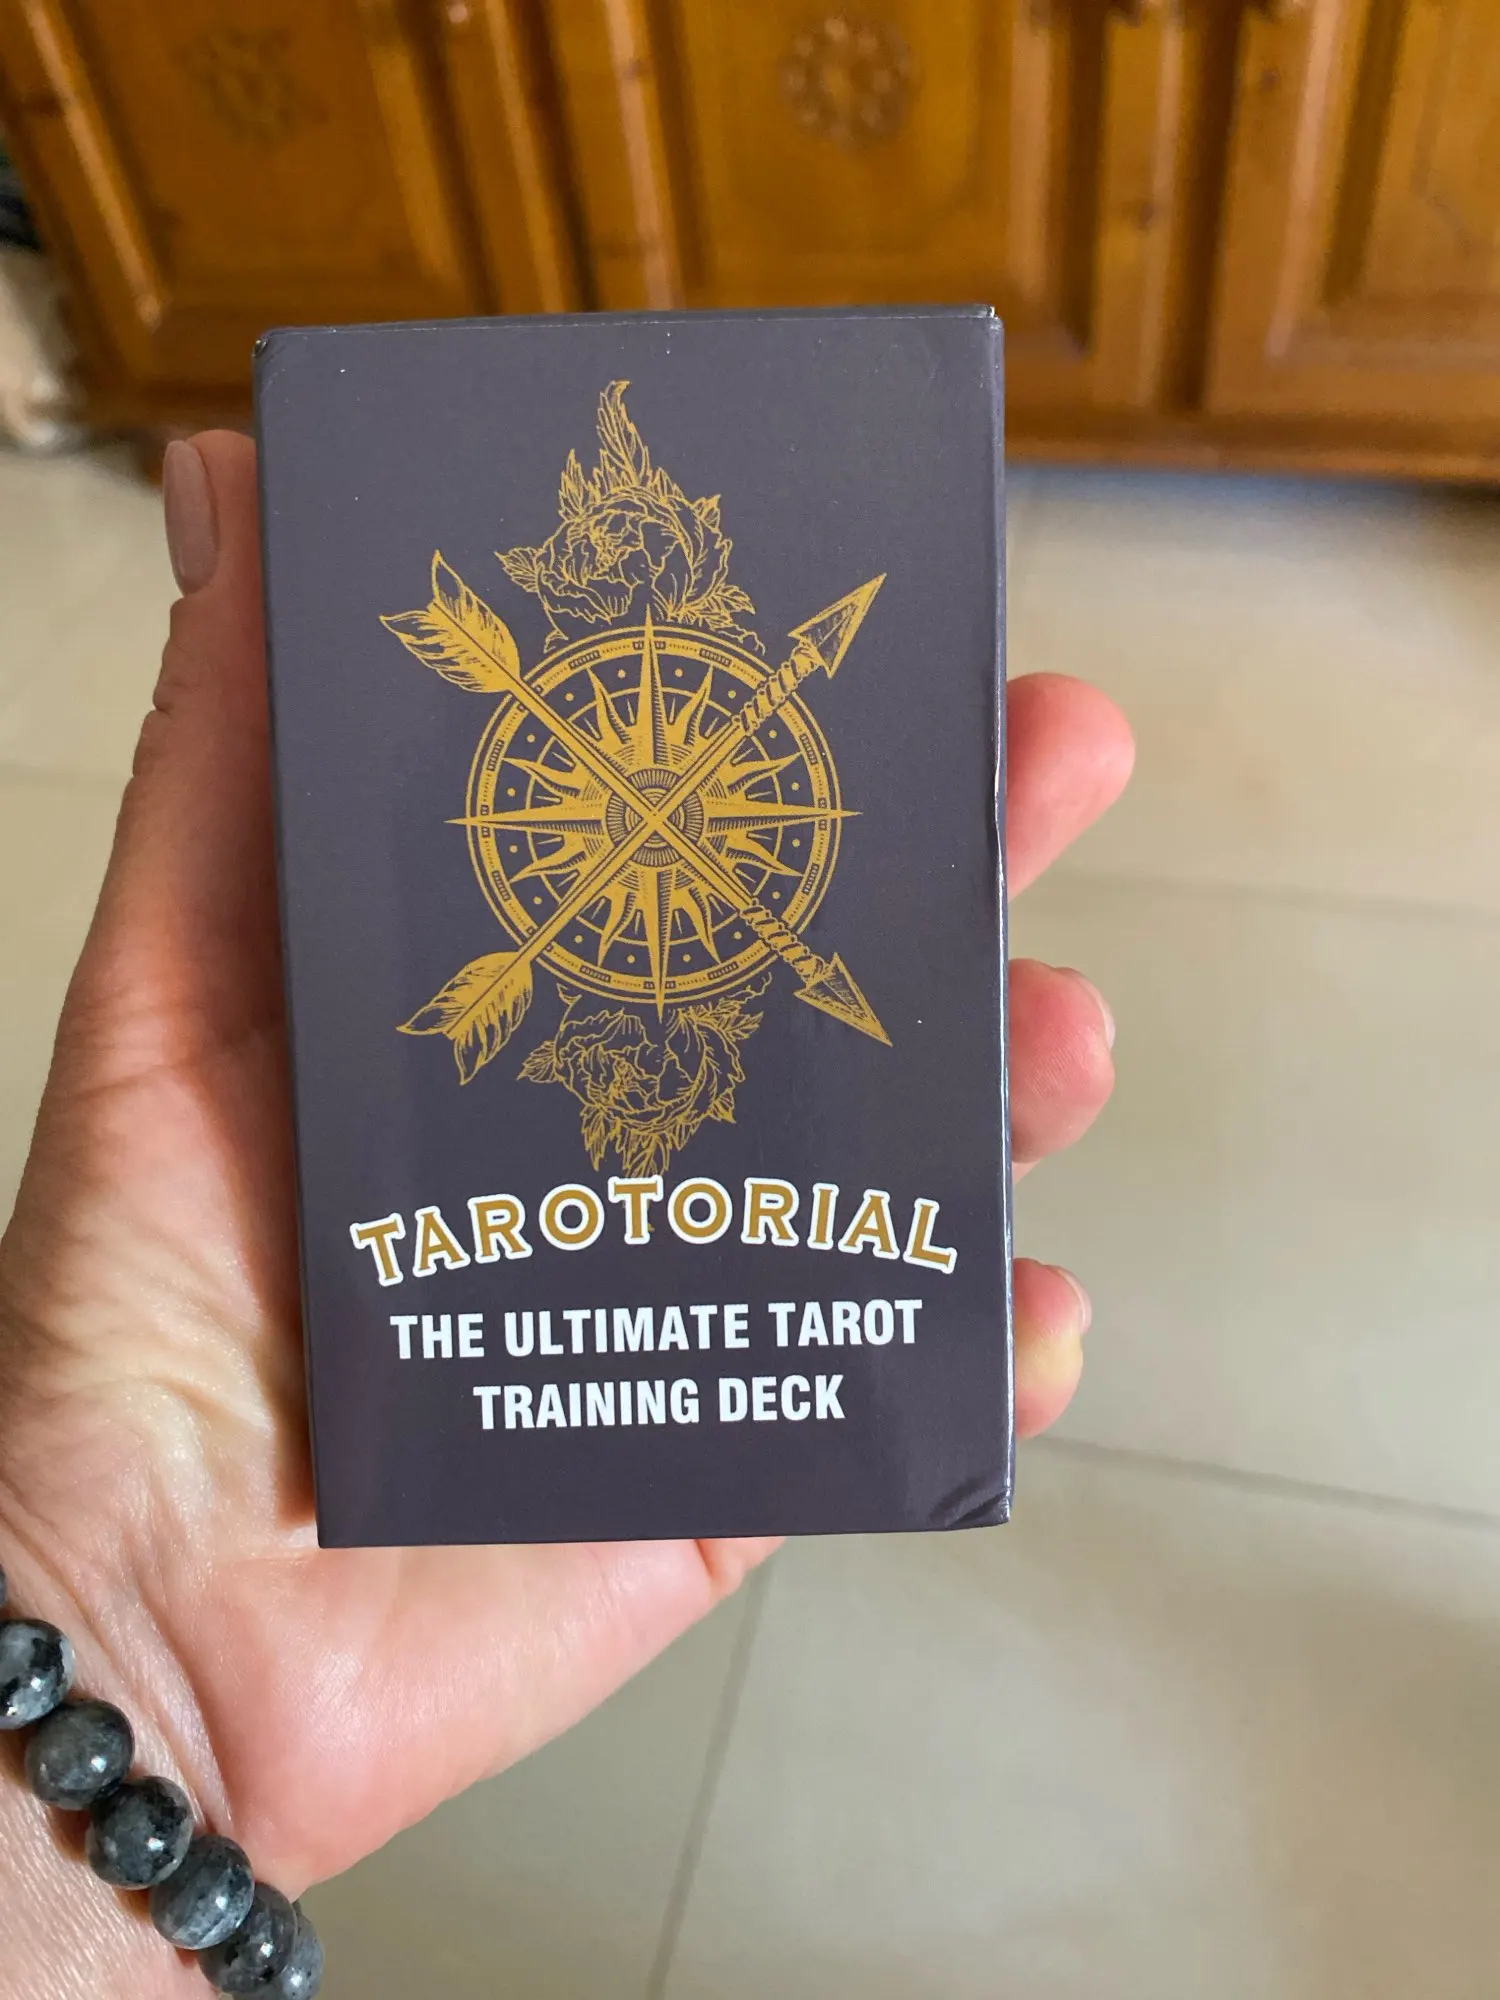 TAROTORIAL
THE ULTIMATE TAROT
TRAINING DECK